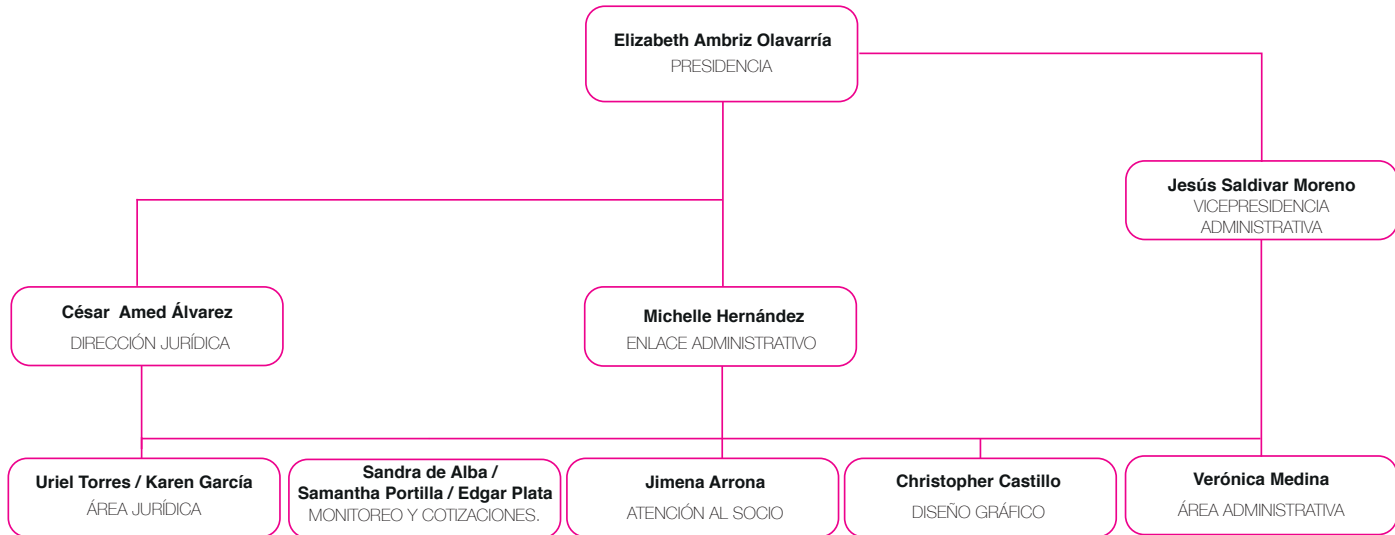 Elizabeth Ambriz Olavarría
PRESIDENCIA
Jesús Saldivar Moreno
VICEPRESIDENCIA
ADMINISTRATIVA
César Amed Álvarez
DIRECCIÓN JURÍDICA
Michelle Hernández
ENLACE ADMINISTRATIVO
Uriel Torres / Karen García
ÁREA JURÍDICA
Sandra de Alba /
Samantha Portilla / Edgar Plata
MONITOREO Y COTIZACIONES.
Jimena Arrona
ATENCIÓN AL SOCIO
Christopher Castillo
DISEÑO GRÁFICO
Verónica Medina
ÁREA ADMINISTRATIVA